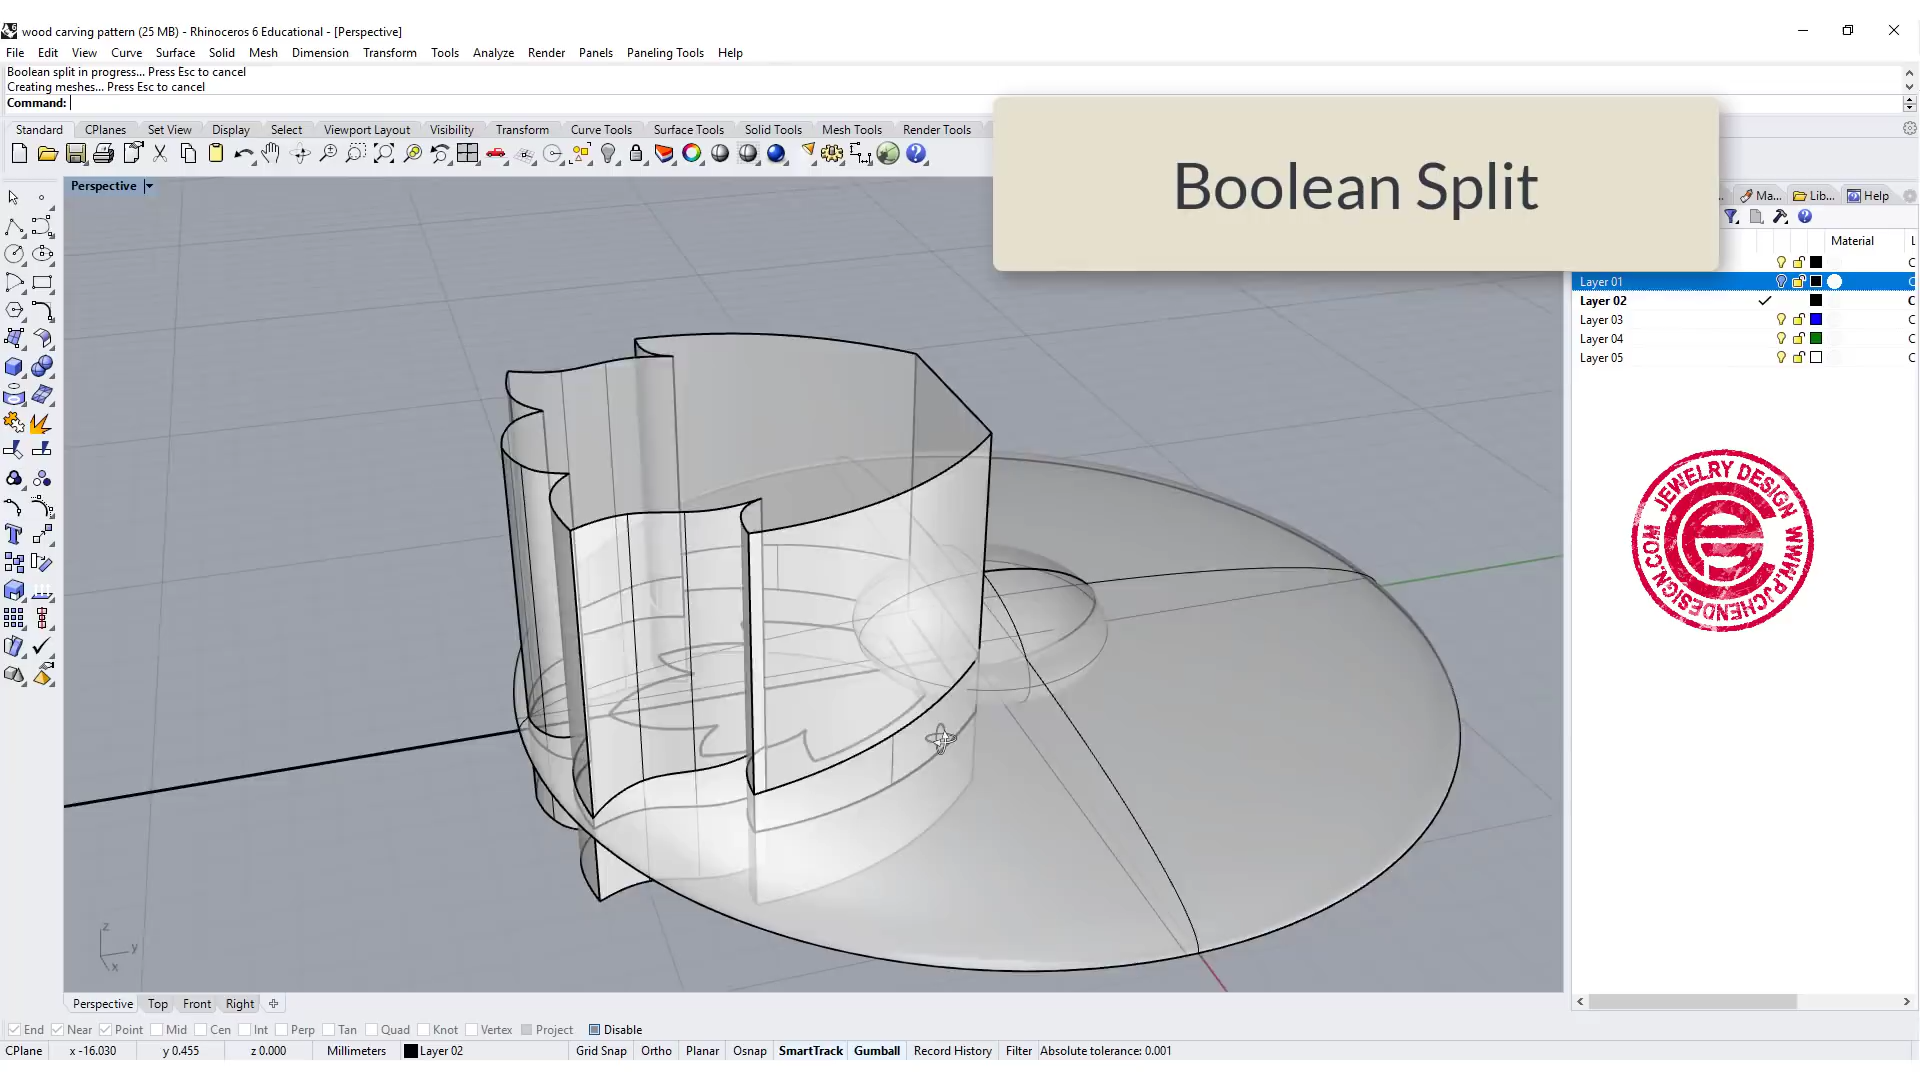 wood carving pattern (25 MB) - Rhinoceros 6 Educational - [Perspective]
File Edit View Curve Surface Solid Mesh Dimension Transform Tools Analyze Render Panels Paneling Tools Help
Boolean split in progress... Press Esc to cancel
Creating meshes... Press Esc to cancel
Command:
Standard CPlanes Set View Display Select Viewport Layout Visibility Transform Curve Tools Surface Tools Solid Tools Mesh Tools Render Tools
Boolean Split
Perspective
Ma... Lib... Help
Material L
C
Layer 01 C
Layer 02 C
Layer 03 C
Layer 04 C
Layer 05 C
JEWELRY DESIGN WWW.PJCHENDESIGN.COM
z
y
x
Perspective Top Front Right
End Near Point Mid Cen Int Perp Tan Quad Knot Vertex Project Disable
CPlane x -16.030 y 0.455 z 0.000 Millimeters Layer 02 Grid Snap Ortho Planar Osnap SmartTrack Gumball Record History Filter Absolute tolerance: 0.001